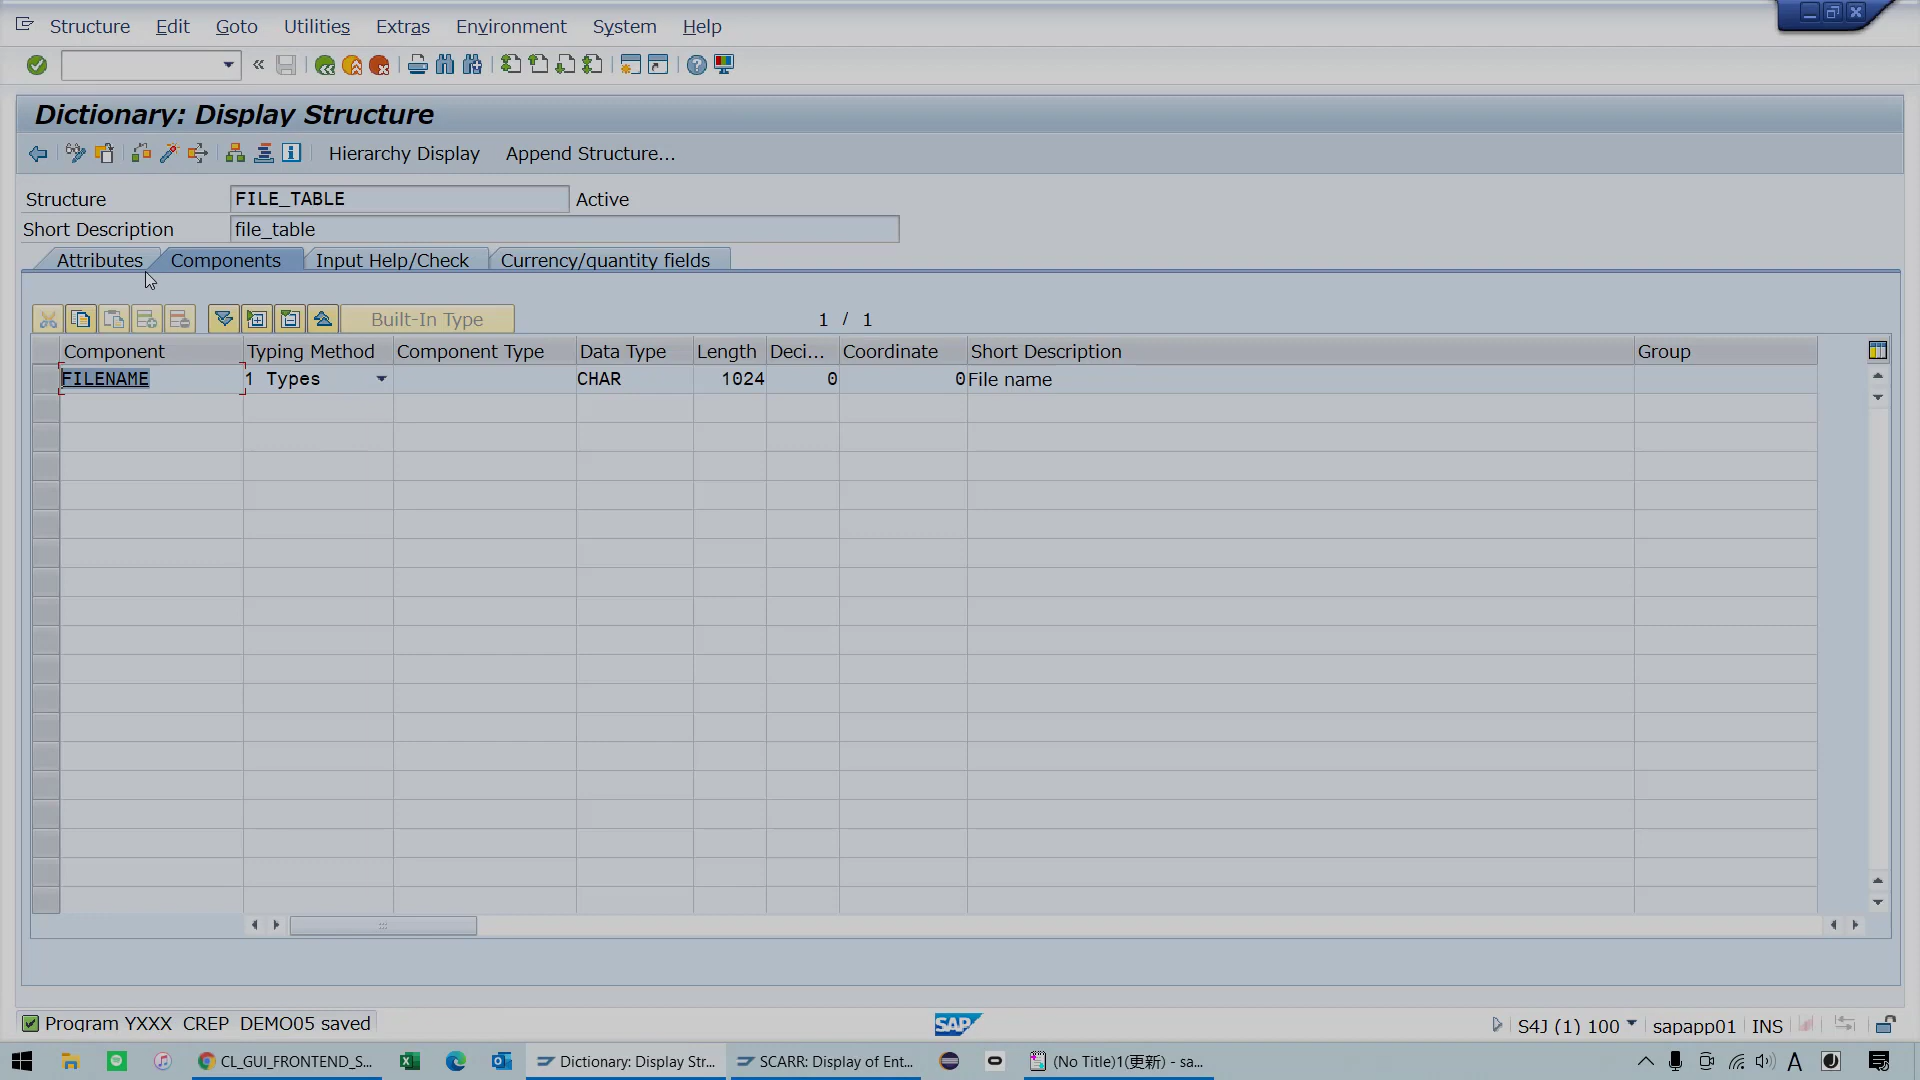 Structure Edit Goto Utilities Extras Environment System Help
Dictionary: Display Structure
Hierarchy Display Append Structure...
Structure FILE_TABLE Active
Short Description file_table
Attributes Components Input Help/Check Currency/quantity fields
Built-In Type 1 / 1
Component Typing Method Component Type Data Type Length Deci... Coordinate Short Description Group
FILENAME 1 Types CHAR 1024 0 0 File name
Program YXXX CREP DEMO05 saved SAP S4J (1) 100 sapapp01 INS
CL_GUI_FRONTEND_S... Dictionary: Display Str... SCARR: Display of Ent... (No Title)1(更新) - sa... A